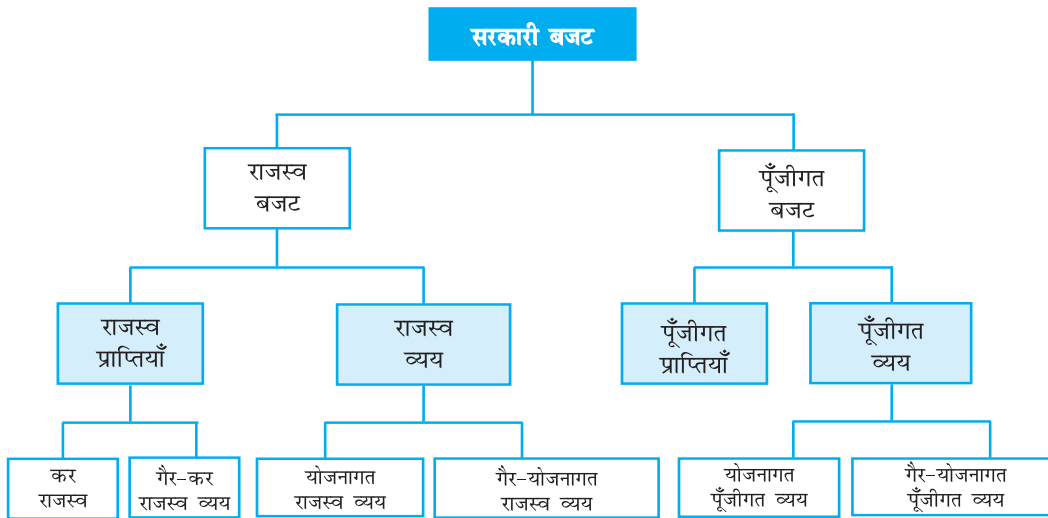 सरकारी बजट
राजस्व
बजट
पूँजीगत
बजट
राजस्व
प्राप्तियाँ
राजस्व
व्यय
पूँजीगत
प्राप्तियाँ
पूँजीगत
व्यय
कर
राजस्व
गैर-कर
राजस्व व्यय
योजनागत
राजस्व व्यय
गैर-योजनागत
राजस्व व्यय
योजनागत
पूँजीगत व्यय
गैर-योजनागत
पूँजीगत व्यय